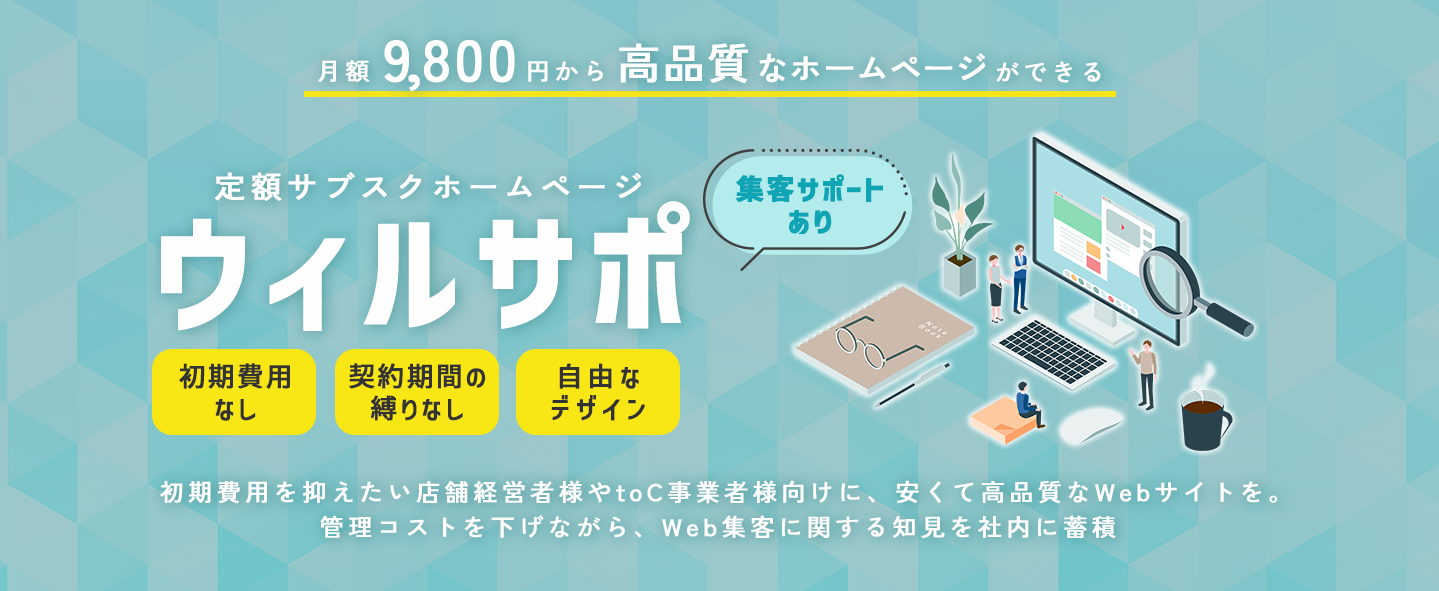 月額 9,800 円から 高品質なホームページができる
定額サブスクホームページ
ウィルサポ
集客サポート
あり
初期費用
なし
契約期間の
縛りなし
自由な
デザイン
Note
Book
初期費用を抑えたい店舗経営者様やtoC事業者様向けに、安くて高品質なWebサイトを。
管理コストを下げながら、Web集客に関する知見を社内に蓄積